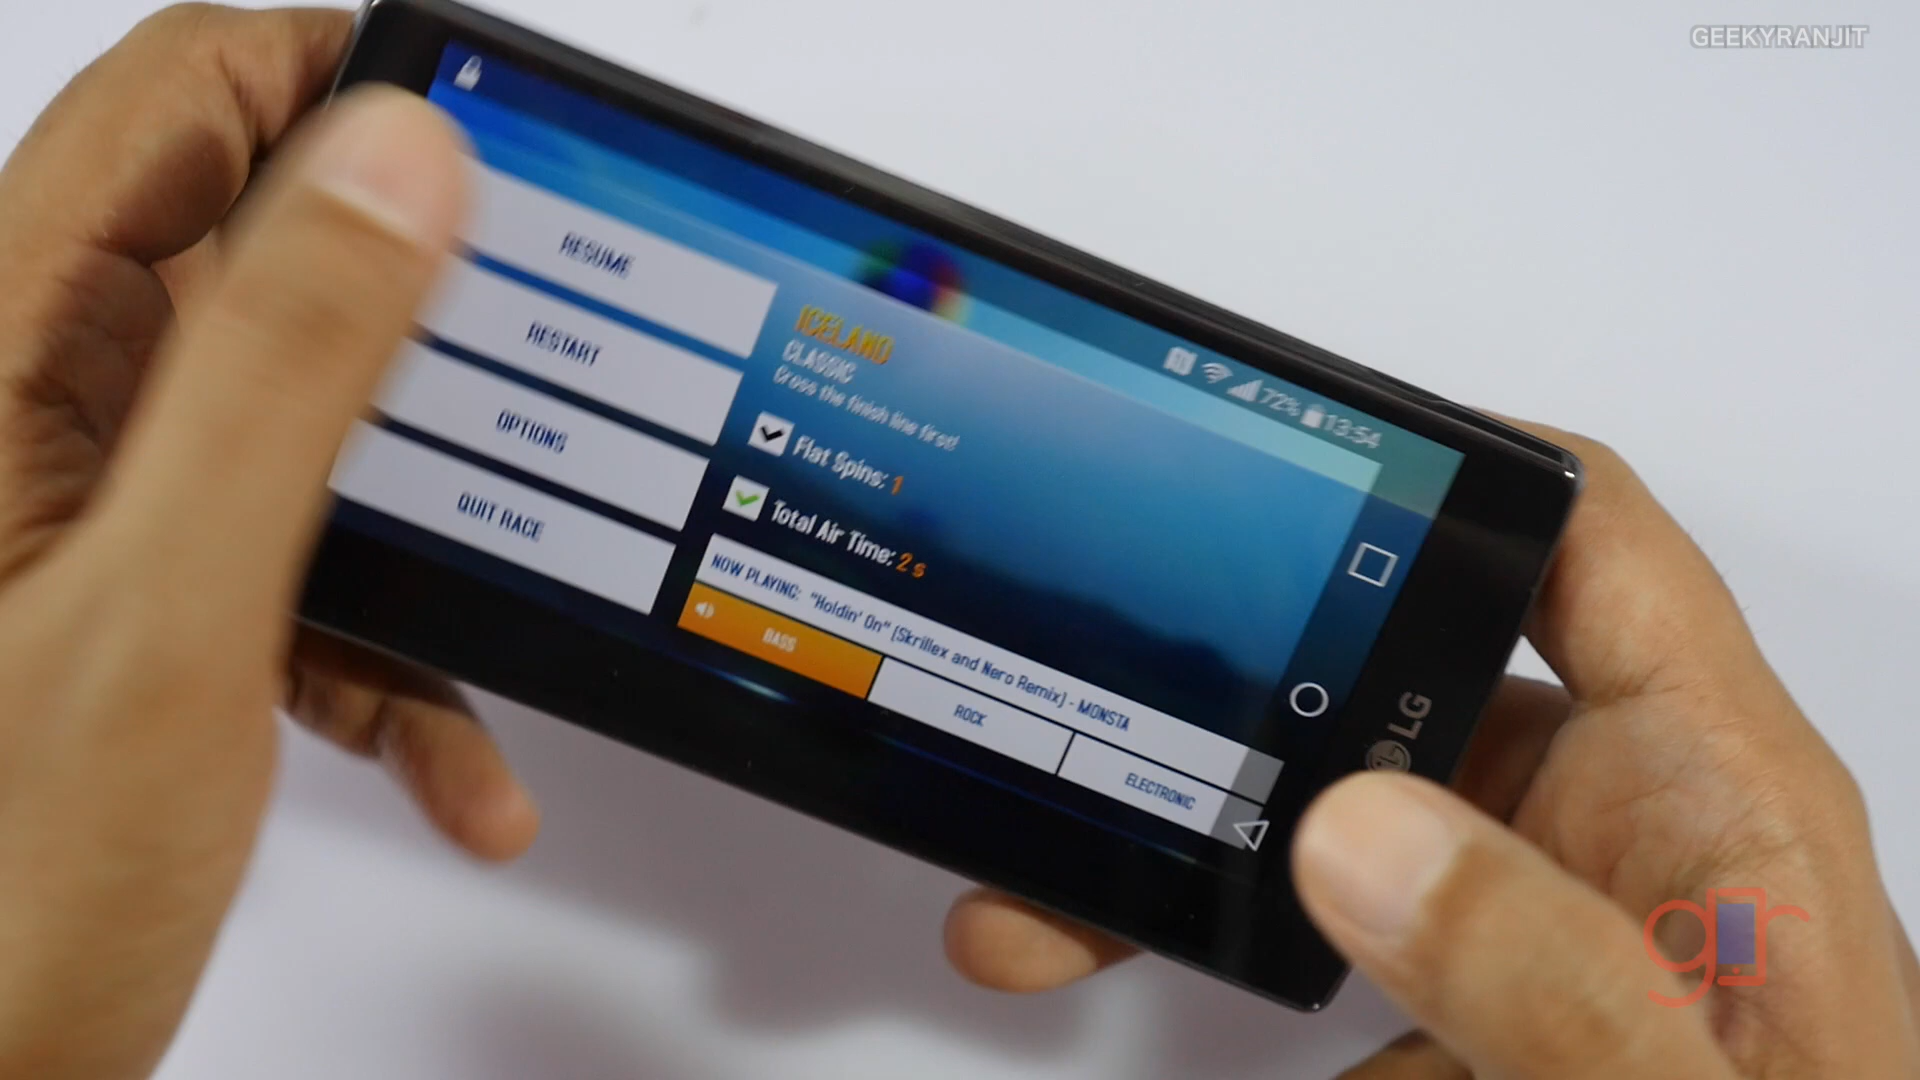 GEEKYRANJIT
72% 13:54
RESUME
RESTART
OPTIONS
QUIT RACE
ICELAND
CLASSIC
Cross the finish line first!
Flat Spins: 1
Total Air Time: 2 s
NOW PLAYING: "Holdin' On" (Skrillex and Nero Remix) - MONSTA
BASS
ROCK
ELECTRONIC
LG
gr